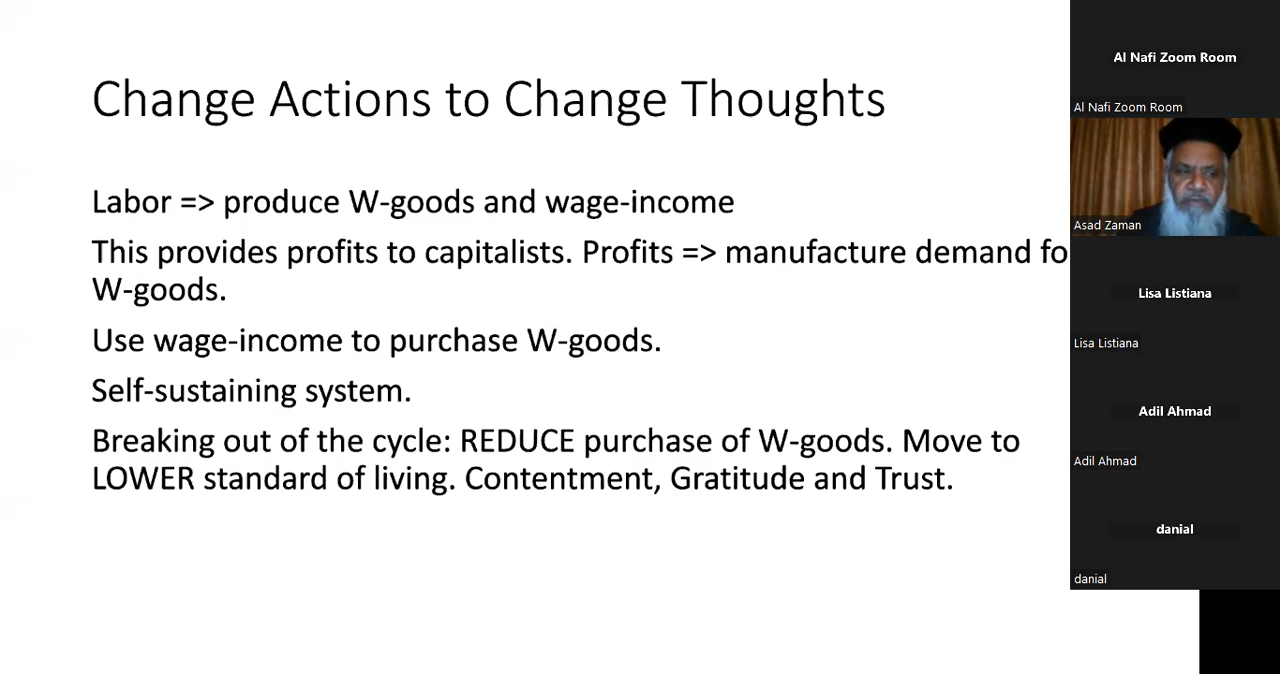 Change Actions to Change Thoughts
Labor => produce W-goods and wage-income
This provides profits to capitalists. Profits => manufacture demand fo
W-goods.
Use wage-income to purchase W-goods.
Self-sustaining system.
Breaking out of the cycle: REDUCE purchase of W-goods. Move to
LOWER standard of living. Contentment, Gratitude and Trust.
Al Nafi Zoom Room
Al Nafi Zoom Room
Asad Zaman
Lisa Listiana
Lisa Listiana
Adil Ahmad
Adil Ahmad
danial
danial